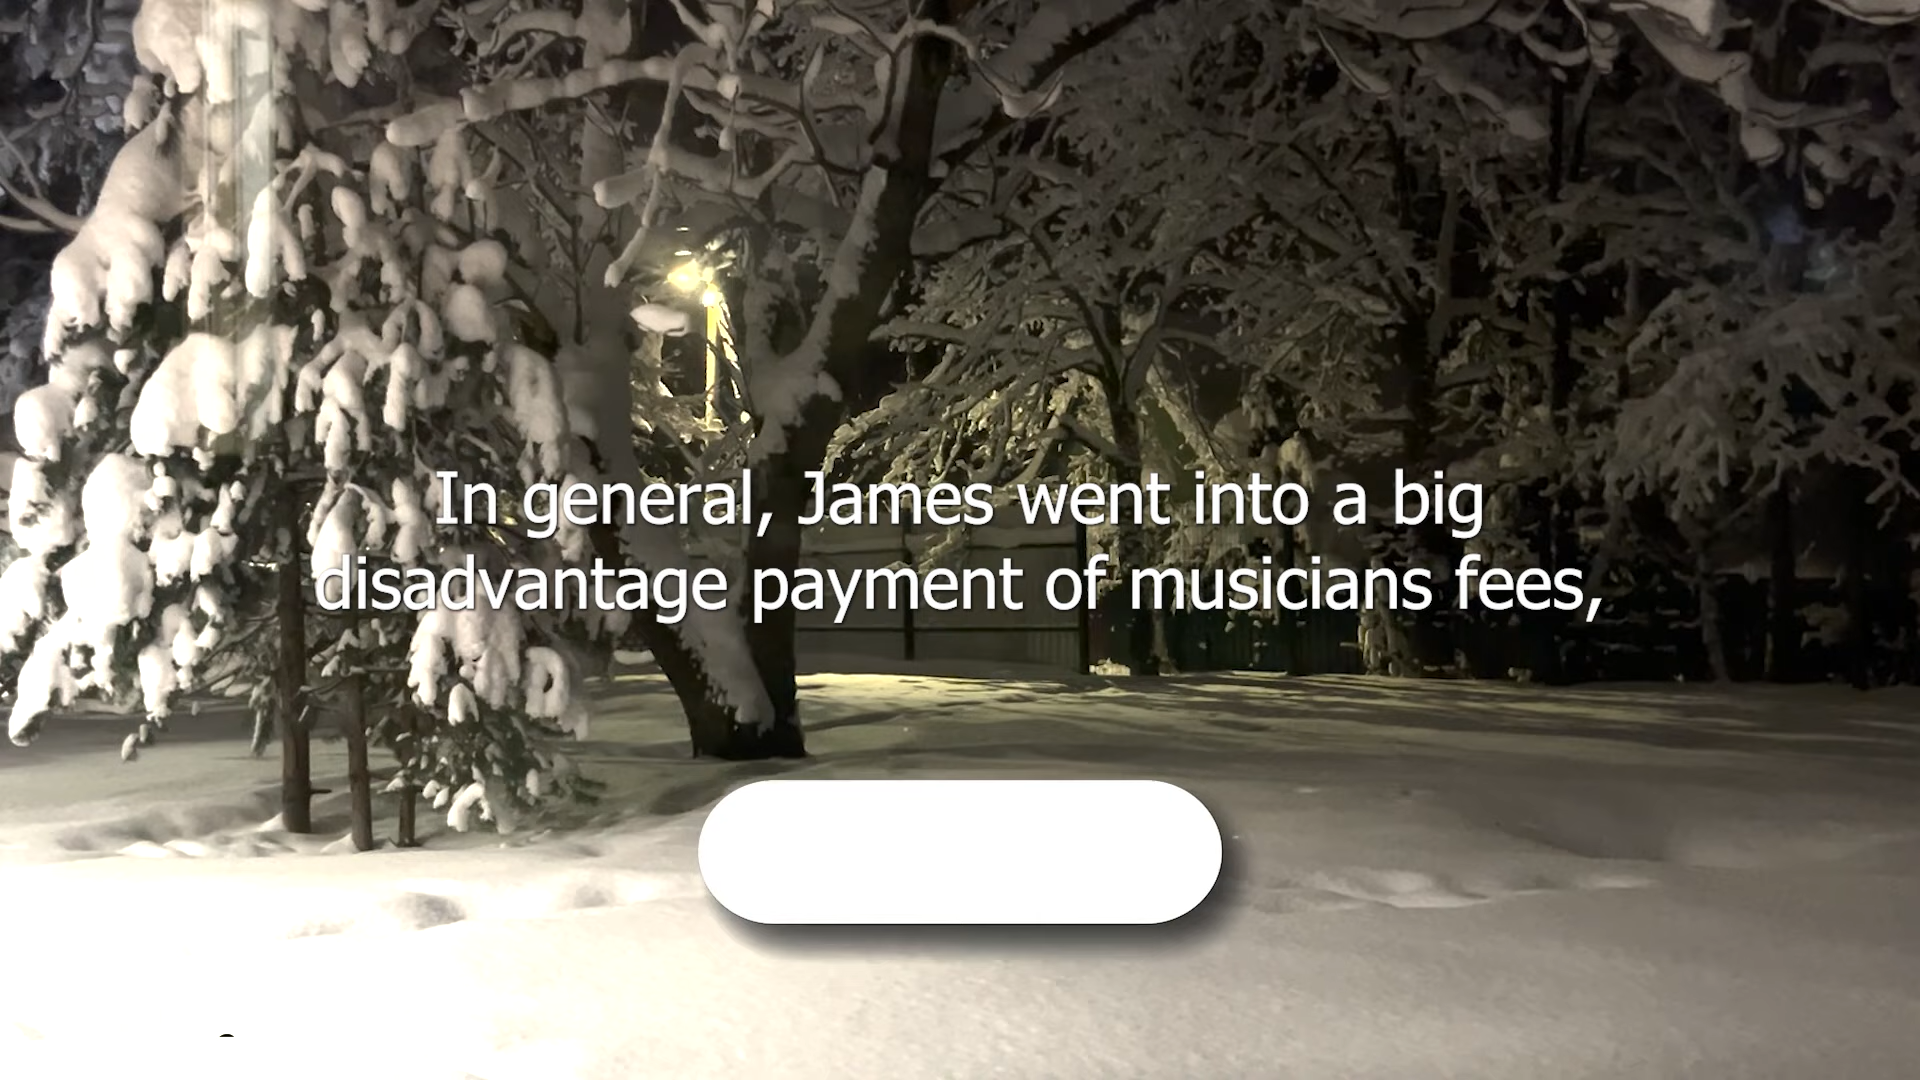 In general, James went into a big
disadvantage payment of musicians fees,